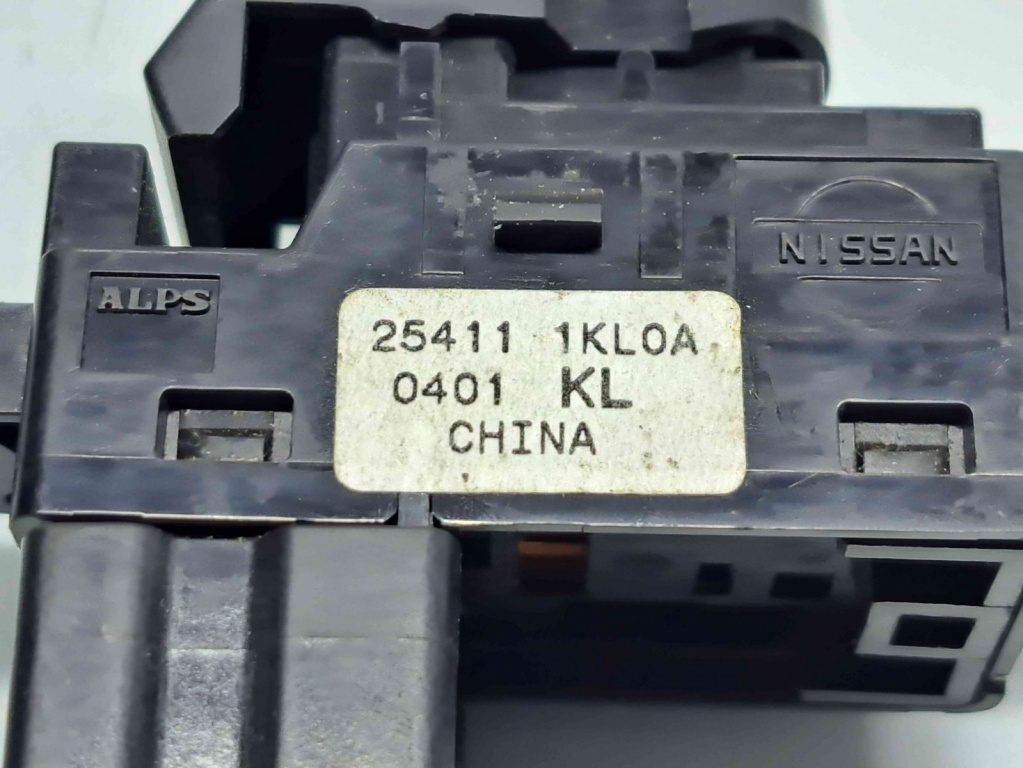 NISSAN
ALPS
25411 1KL0A
0401 KL
CHINA